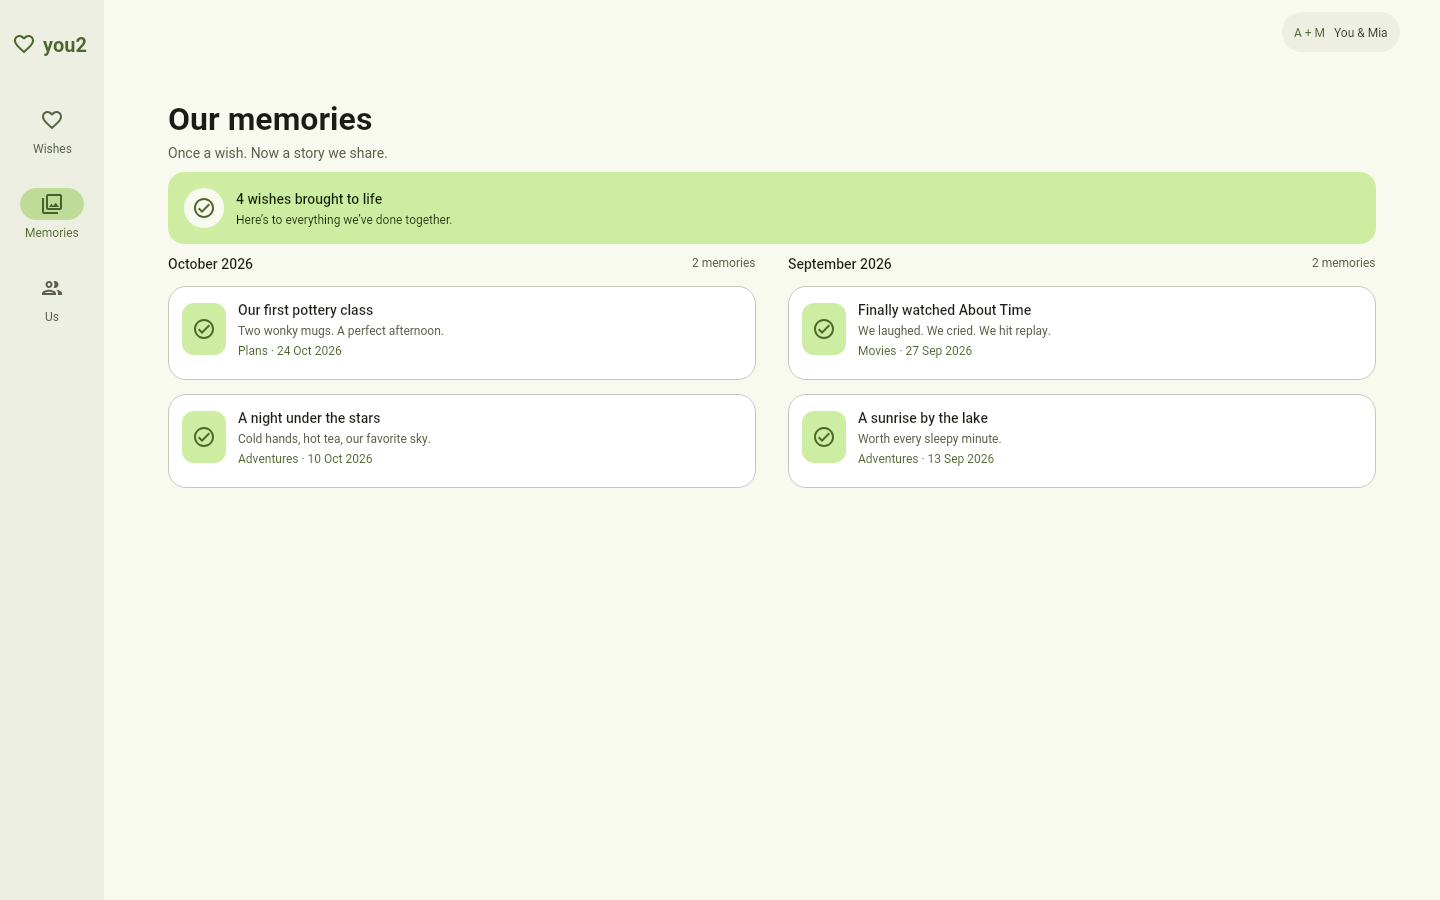 you2
A + M You & Mia
Wishes
Memories
Us
Our memories
Once a wish. Now a story we share.
4 wishes brought to life
Here’s to everything we’ve done together.
October 2026
2 memories
Our first pottery class
Two wonky mugs. A perfect afternoon.
Plans · 24 Oct 2026
A night under the stars
Cold hands, hot tea, our favorite sky.
Adventures · 10 Oct 2026
September 2026
2 memories
Finally watched About Time
We laughed. We cried. We hit replay.
Movies · 27 Sep 2026
A sunrise by the lake
Worth every sleepy minute.
Adventures · 13 Sep 2026